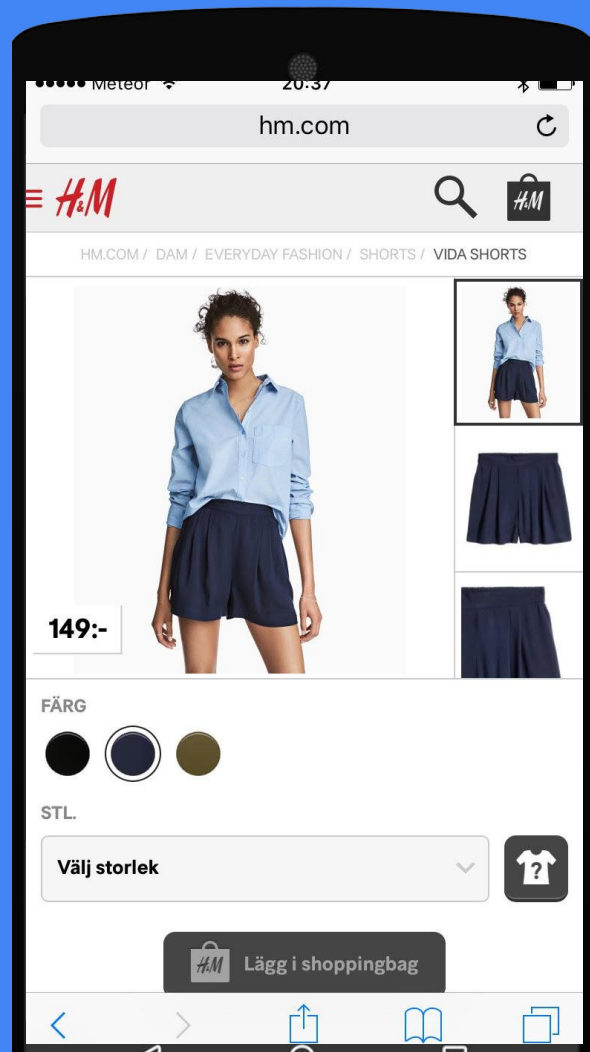 Meteor 20:37
hm.com
H&M H&M
HM.COM / DAM / EVERYDAY FASHION / SHORTS / VIDA SHORTS
149:-
FÄRG
STL.
Välj storlek
?
H&M Lägg i shoppingbag